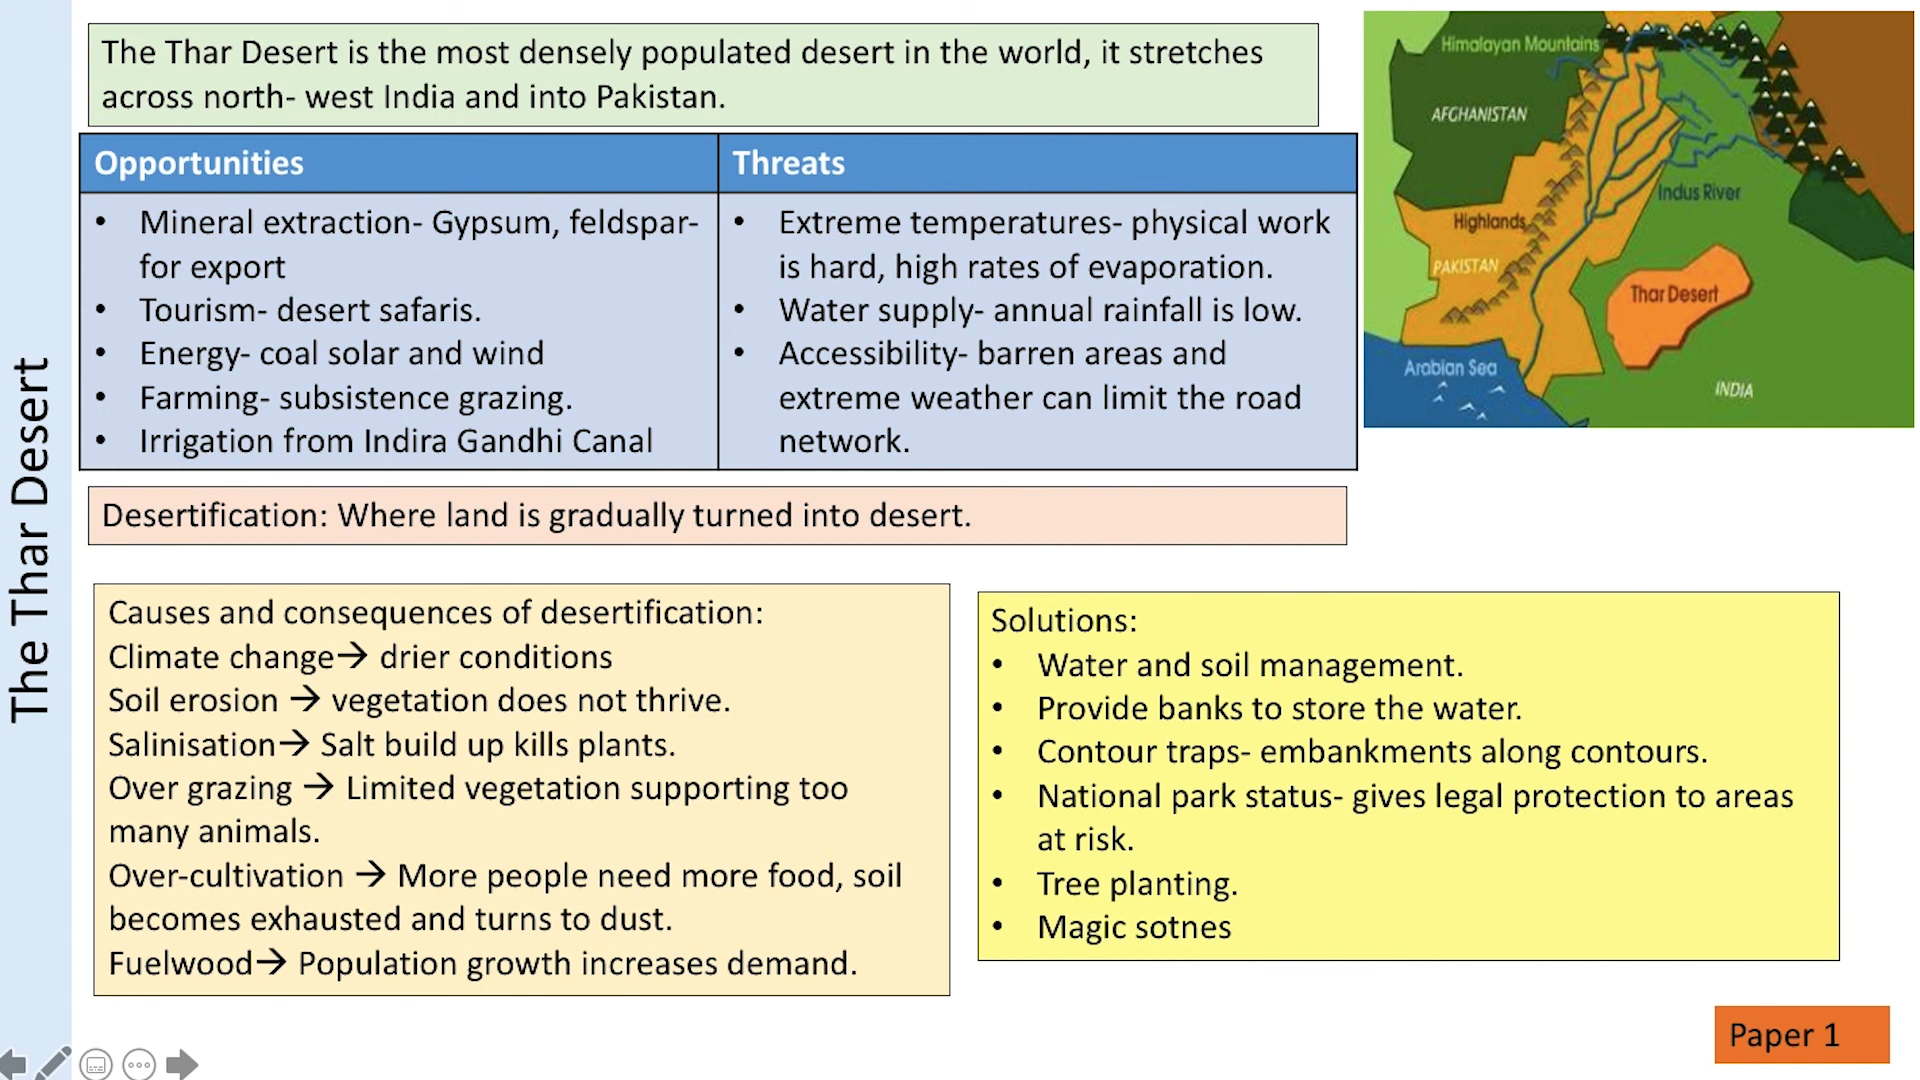 The Thar Desert
The Thar Desert is the most densely populated desert in the world, it stretches
across north- west India and into Pakistan.
Opportunities
• Mineral extraction- Gypsum, feldspar-
for export
• Tourism- desert safaris.
• Energy- coal solar and wind
• Farming- subsistence grazing.
• Irrigation from Indira Gandhi Canal
Threats
• Extreme temperatures- physical work
is hard, high rates of evaporation.
• Water supply- annual rainfall is low.
• Accessibility- barren areas and
extreme weather can limit the road
network.
Himalayan Mountains
AFGHANISTAN
Indus River
Highlands
PAKISTAN
Thar Desert
Arabian Sea
INDIA
Desertification: Where land is gradually turned into desert.
Causes and consequences of desertification:
Climate change→ drier conditions
Soil erosion → vegetation does not thrive.
Salinisation→ Salt build up kills plants.
Over grazing → Limited vegetation supporting too
many animals.
Over-cultivation → More people need more food, soil
becomes exhausted and turns to dust.
Fuelwood→ Population growth increases demand.
Solutions:
• Water and soil management.
• Provide banks to store the water.
• Contour traps- embankments along contours.
• National park status- gives legal protection to areas
at risk.
• Tree planting.
• Magic sotnes
Paper 1